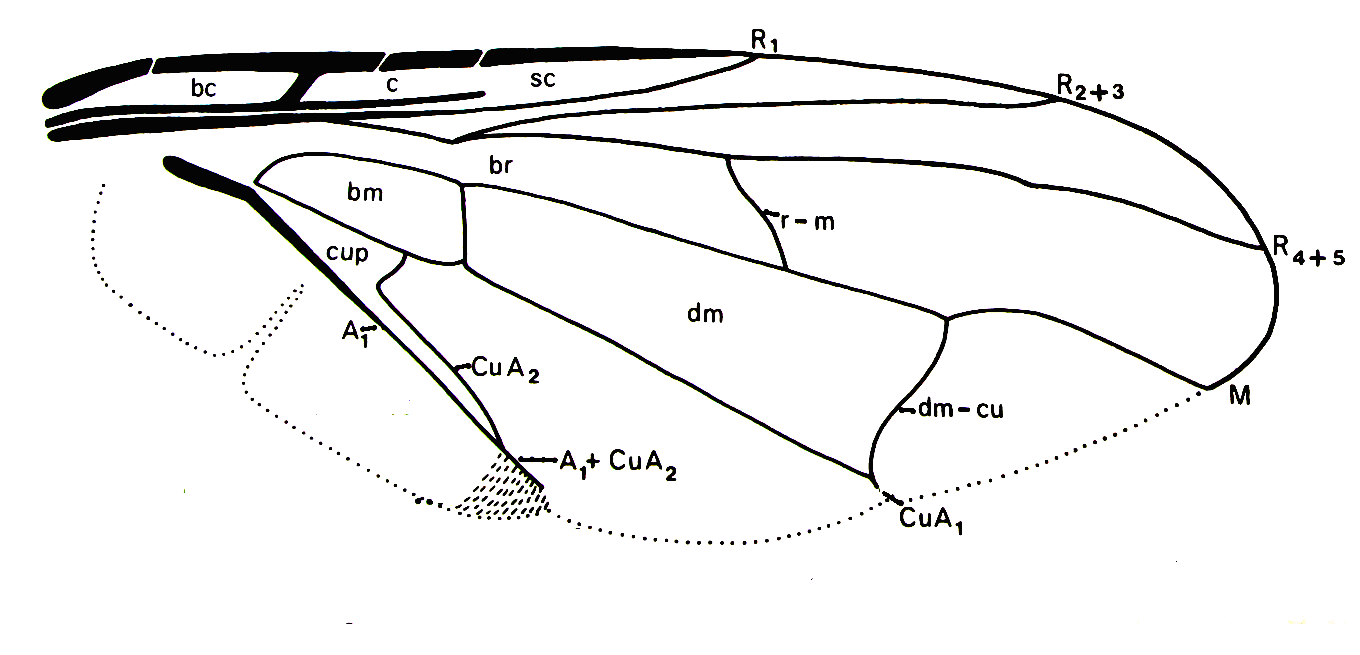 R₁
R₂₊₃
bc
c
sc
br
bm
r-m
cup
R₄₊₅
dm
A₁
CuA₂
dm-cu
M
A₁+ CuA₂
CuA₁